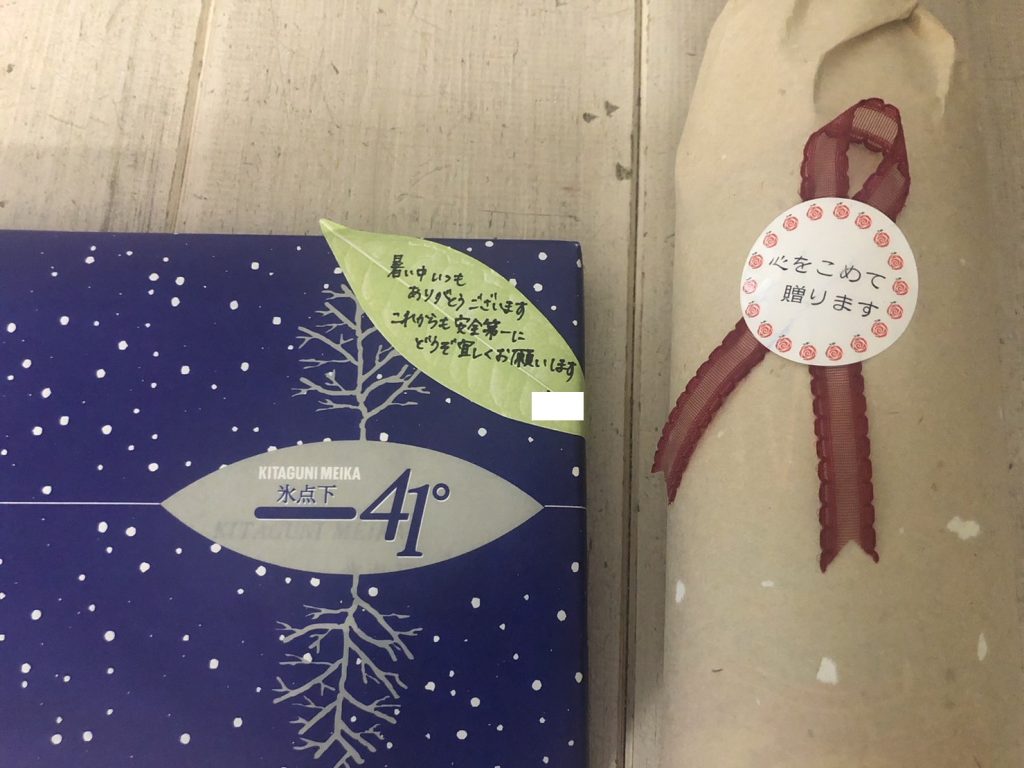 暑い中いつも
ありがとうございます
これからも安全第一に
どうぞ宜しくお願いします
KITAGUNI MEIKA
氷点下
-41°
KITAGUNI MEIKA
心をこめて
贈ります